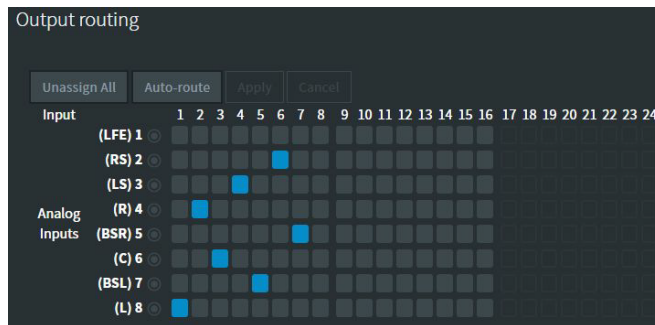 Output routing
Unassign All Auto-route Apply Cancel
Input 1 2 3 4 5 6 7 8 9 10 11 12 13 14 15 16 17 18 19 20 21 22 23 24
(LFE) 1
(RS) 2
(LS) 3
Analog (R) 4
Inputs (BSR) 5
(C) 6
(BSL) 7
(L) 8